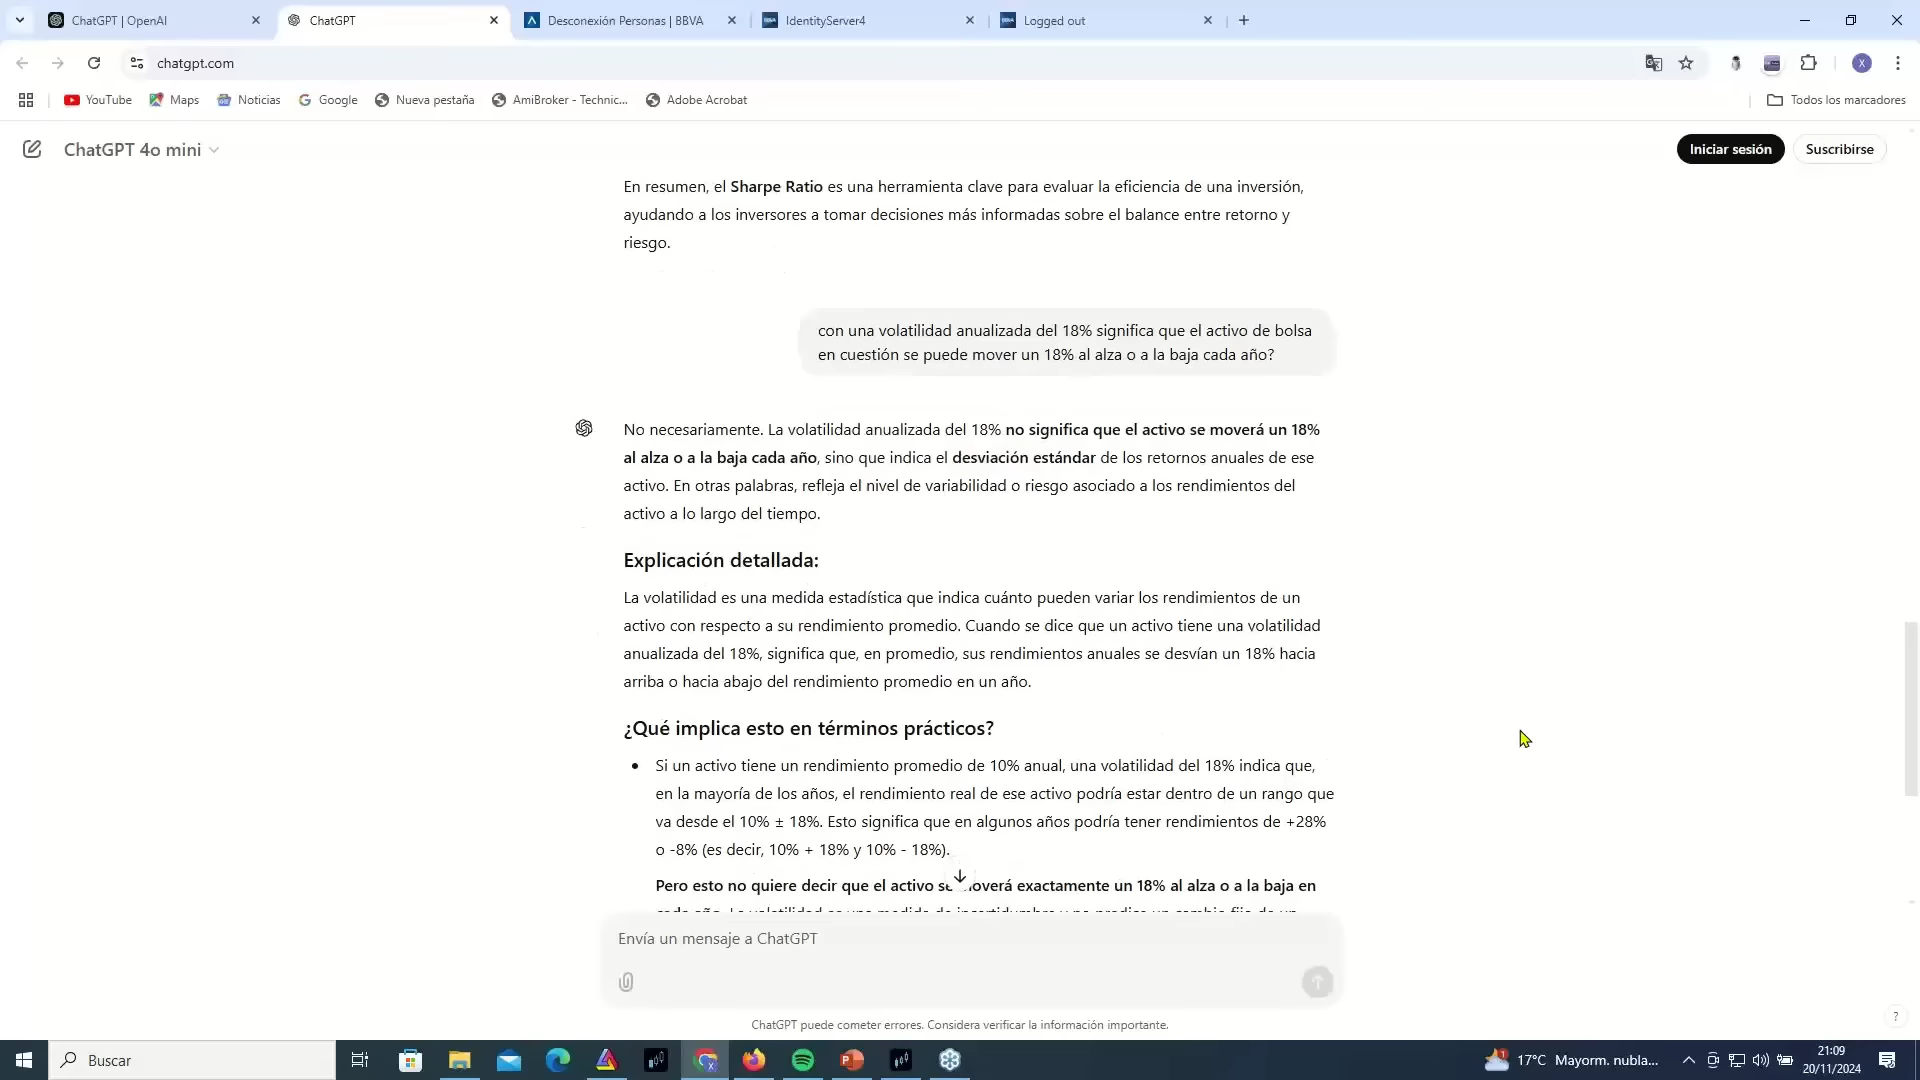 ChatGPT | OpenAI
ChatGPT
Desconexión Personas | BBVA
IdentityServer4
Logged out
chatgpt.com
YouTube
Maps
Noticias
Google
Nueva pestaña
AmiBroker - Technic...
Adobe Acrobat
Todos los marcadores
ChatGPT 4o mini
Iniciar sesión
Suscribirse
En resumen, el Sharpe Ratio es una herramienta clave para evaluar la eficiencia de una inversión,
ayudando a los inversores a tomar decisiones más informadas sobre el balance entre retorno y
riesgo.
con una volatilidad anualizada del 18% significa que el activo de bolsa
en cuestión se puede mover un 18% al alza o a la baja cada año?
No necesariamente. La volatilidad anualizada del 18% no significa que el activo se moverá un 18%
al alza o a la baja cada año, sino que indica el desviación estándar de los retornos anuales de ese
activo. En otras palabras, refleja el nivel de variabilidad o riesgo asociado a los rendimientos del
activo a lo largo del tiempo.
Explicación detallada:
La volatilidad es una medida estadística que indica cuánto pueden variar los rendimientos de un
activo con respecto a su rendimiento promedio. Cuando se dice que un activo tiene una volatilidad
anualizada del 18%, significa que, en promedio, sus rendimientos anuales se desvían un 18% hacia
arriba o hacia abajo del rendimiento promedio en un año.
¿Qué implica esto en términos prácticos?
Si un activo tiene un rendimiento promedio de 10% anual, una volatilidad del 18% indica que,
en la mayoría de los años, el rendimiento real de ese activo podría estar dentro de un rango que
va desde el 10% ± 18%. Esto significa que en algunos años podría tener rendimientos de +28%
o -8% (es decir, 10% + 18% y 10% - 18%).
Pero esto no quiere decir que el activo se moverá exactamente un 18% al alza o a la baja en
Envía un mensaje a ChatGPT
ChatGPT puede cometer errores. Considera verificar la información importante.
?
Buscar
17°C Mayorm. nubla...
21:09
20/11/2024